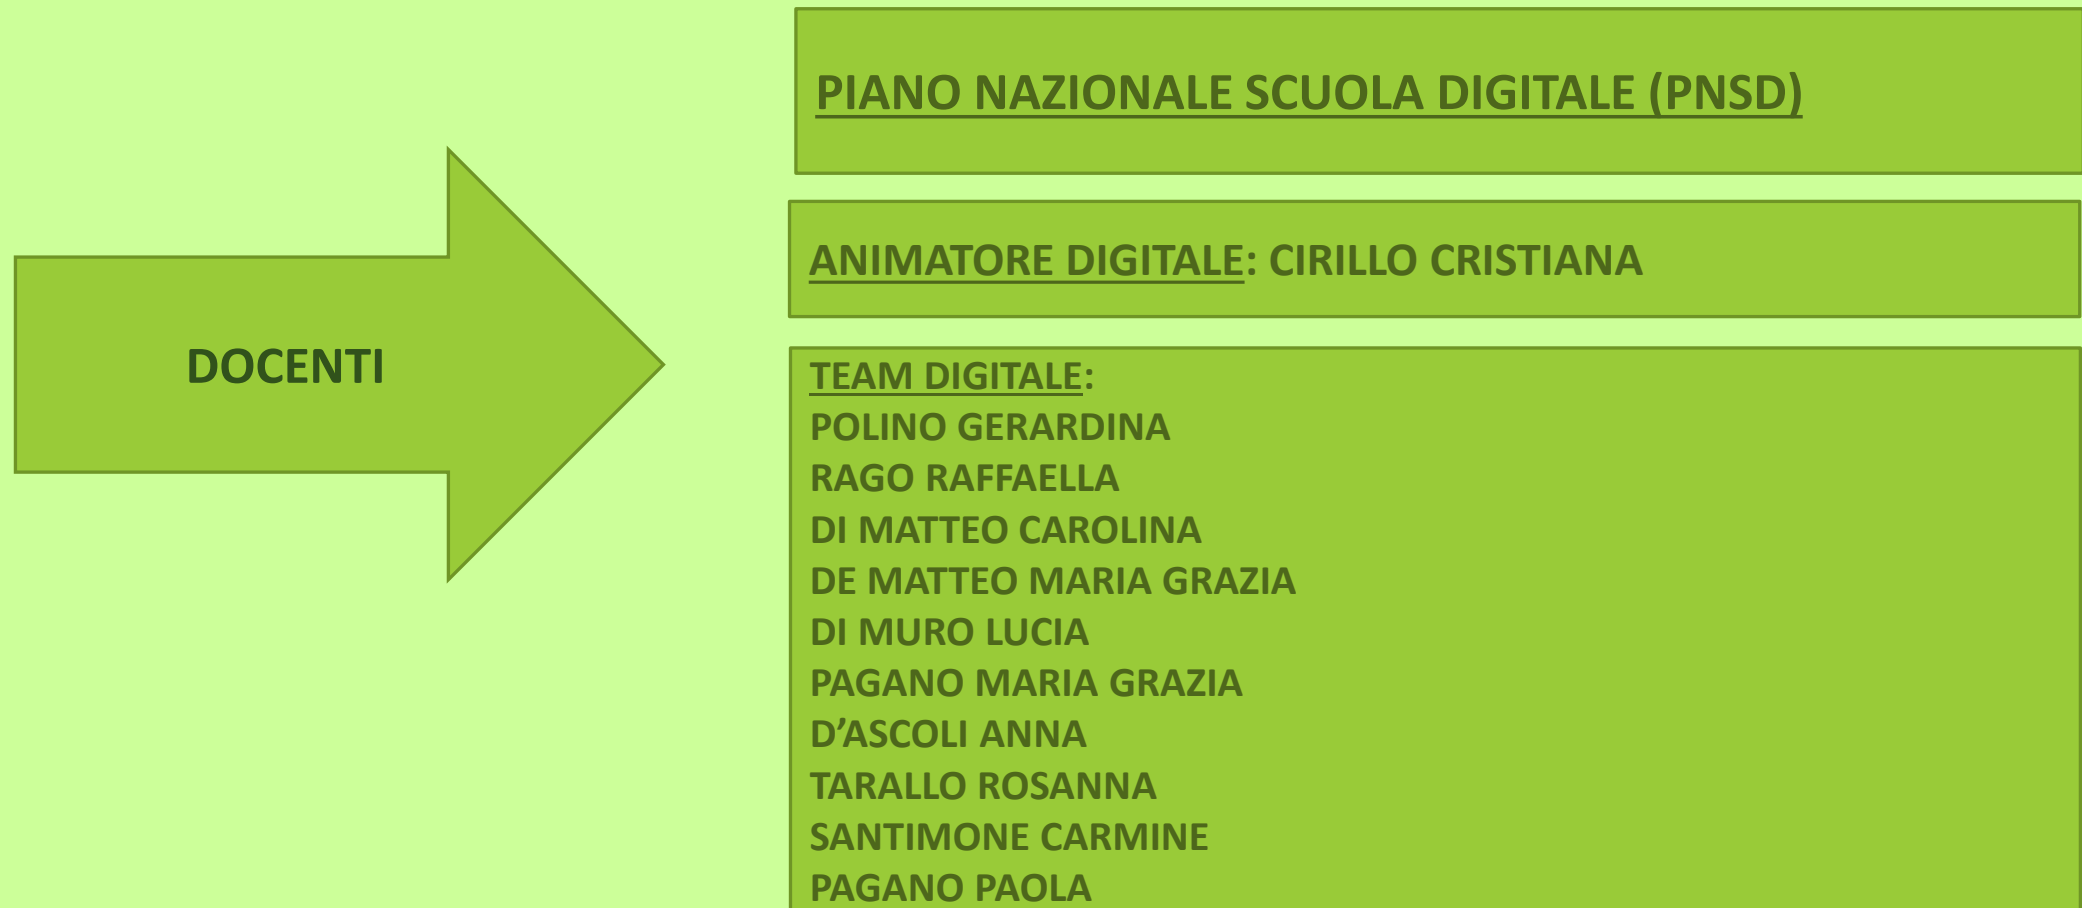 DOCENTI
PIANO NAZIONALE SCUOLA DIGITALE (PNSD)
ANIMATORE DIGITALE: CIRILLO CRISTIANA
TEAM DIGITALE:
POLINO GERARDINA
RAGO RAFFAELLA
DI MATTEO CAROLINA
DE MATTEO MARIA GRAZIA
DI MURO LUCIA
PAGANO MARIA GRAZIA
D’ASCOLI ANNA
TARALLO ROSANNA
SANTIMONE CARMINE
PAGANO PAOLA